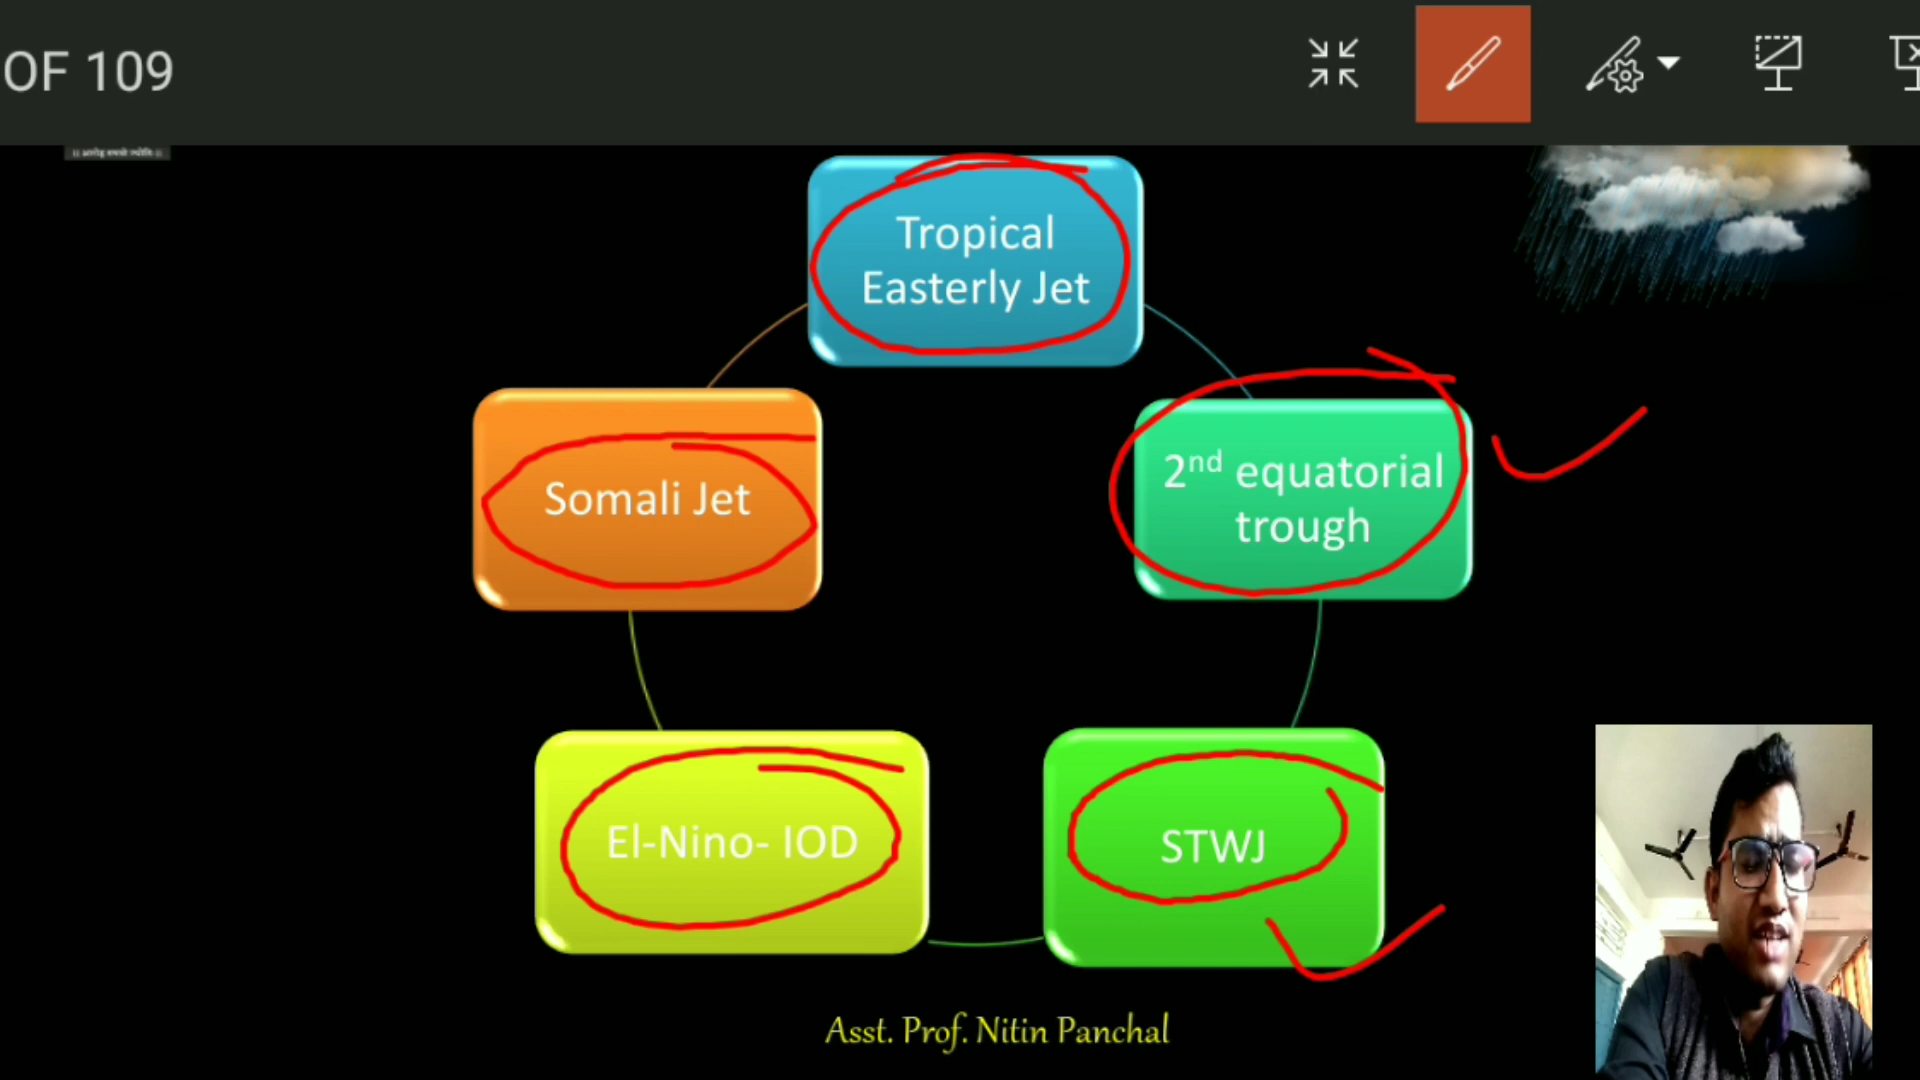 OF 109
Tropical
Easterly Jet
2nd equatorial
trough
Somali Jet
El-Nino- IOD
STWJ
Asst. Prof. Nitin Panchal